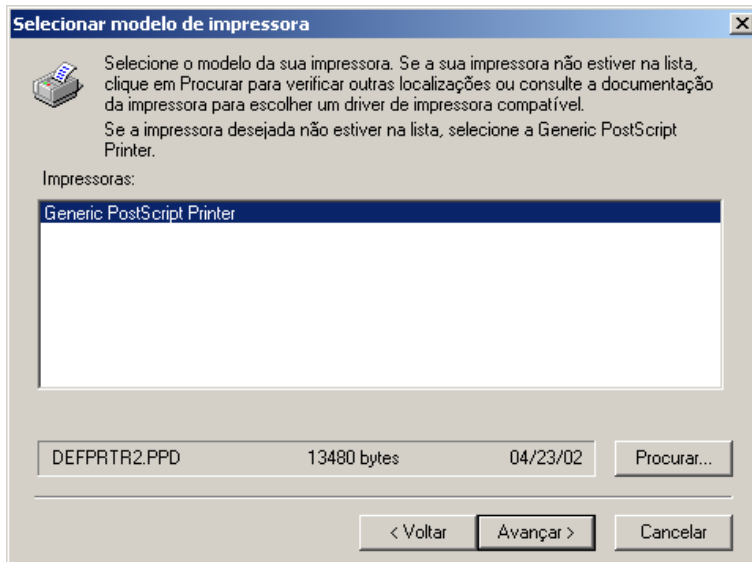 Selecionar modelo de impressora
Selecione o modelo da sua impressora. Se a sua impressora não estiver na lista,
clique em Procurar para verificar outras localizações ou consulte a documentação
da impressora para escolher um driver de impressora compatível.
Se a impressora desejada não estiver na lista, selecione a Generic PostScript
Printer.
Impressoras:
Generic PostScript Printer
DEFPRTR2.PPD 13480 bytes 04/23/02 Procurar...
< Voltar Avançar > Cancelar